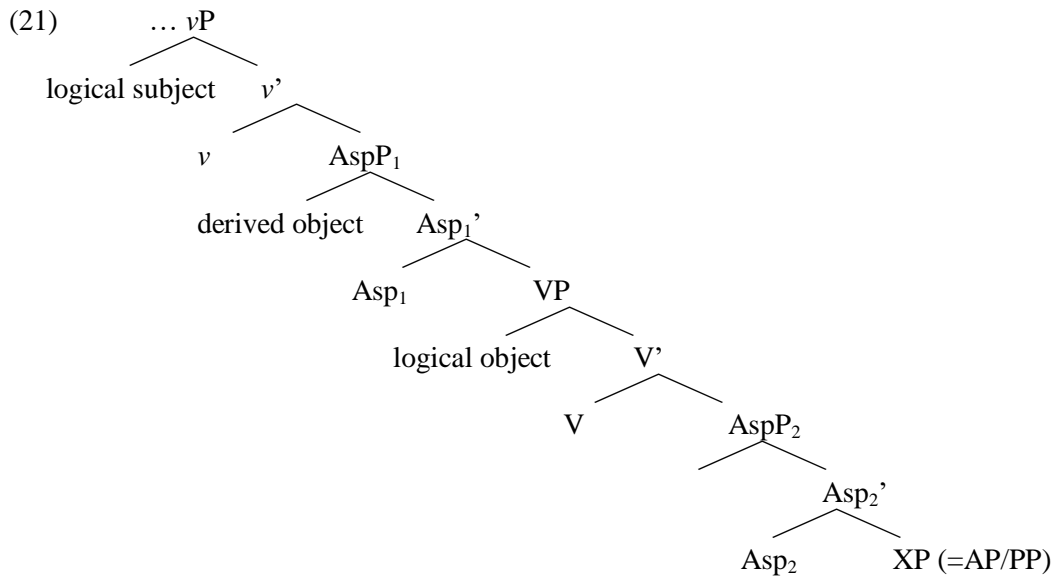 (21) … vP
logical subject v’
v AspP₁
derived object Asp₁’
Asp₁ VP
logical object V’
V AspP₂
Asp₂’
Asp₂ XP (=AP/PP)